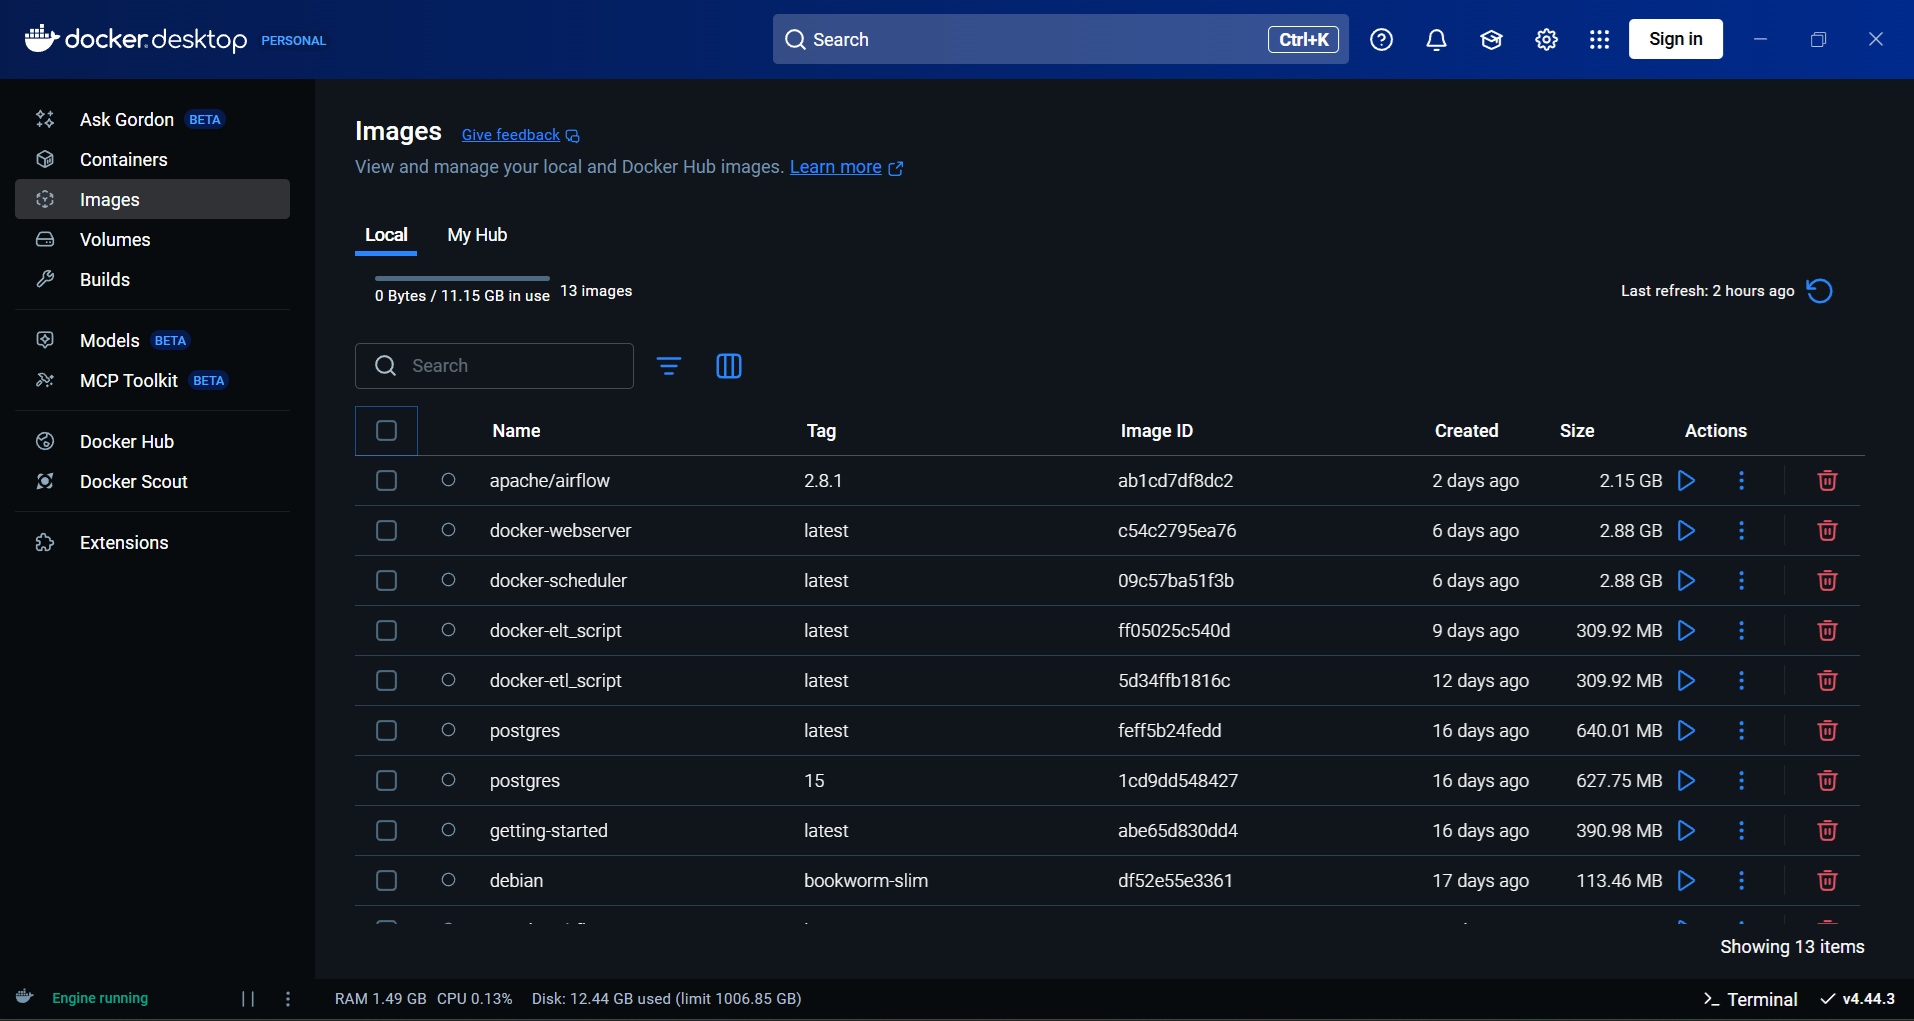 docker.desktop PERSONAL
Search Ctrl+K
Sign in
Ask Gordon BETA
Containers
Images
Volumes
Builds
Models BETA
MCP Toolkit BETA
Docker Hub
Docker Scout
Extensions
Images Give feedback
View and manage your local and Docker Hub images. Learn more
Local My Hub
0 Bytes / 11.15 GB in use 13 images
Last refresh: 2 hours ago
Search
Name Tag Image ID Created Size Actions
apache/airflow 2.8.1 ab1cd7df8dc2 2 days ago 2.15 GB
docker-webserver latest c54c2795ea76 6 days ago 2.88 GB
docker-scheduler latest 09c57ba51f3b 6 days ago 2.88 GB
docker-elt_script latest ff05025c540d 9 days ago 309.92 MB
docker-etl_script latest 5d34ffb1816c 12 days ago 309.92 MB
postgres latest feff5b24fedd 16 days ago 640.01 MB
postgres 15 1cd9dd548427 16 days ago 627.75 MB
getting-started latest abe65d830dd4 16 days ago 390.98 MB
debian bookworm-slim df52e55e3361 17 days ago 113.46 MB
Showing 13 items
Engine running
RAM 1.49 GB CPU 0.13% Disk: 12.44 GB used (limit 1006.85 GB)
Terminal v4.44.3